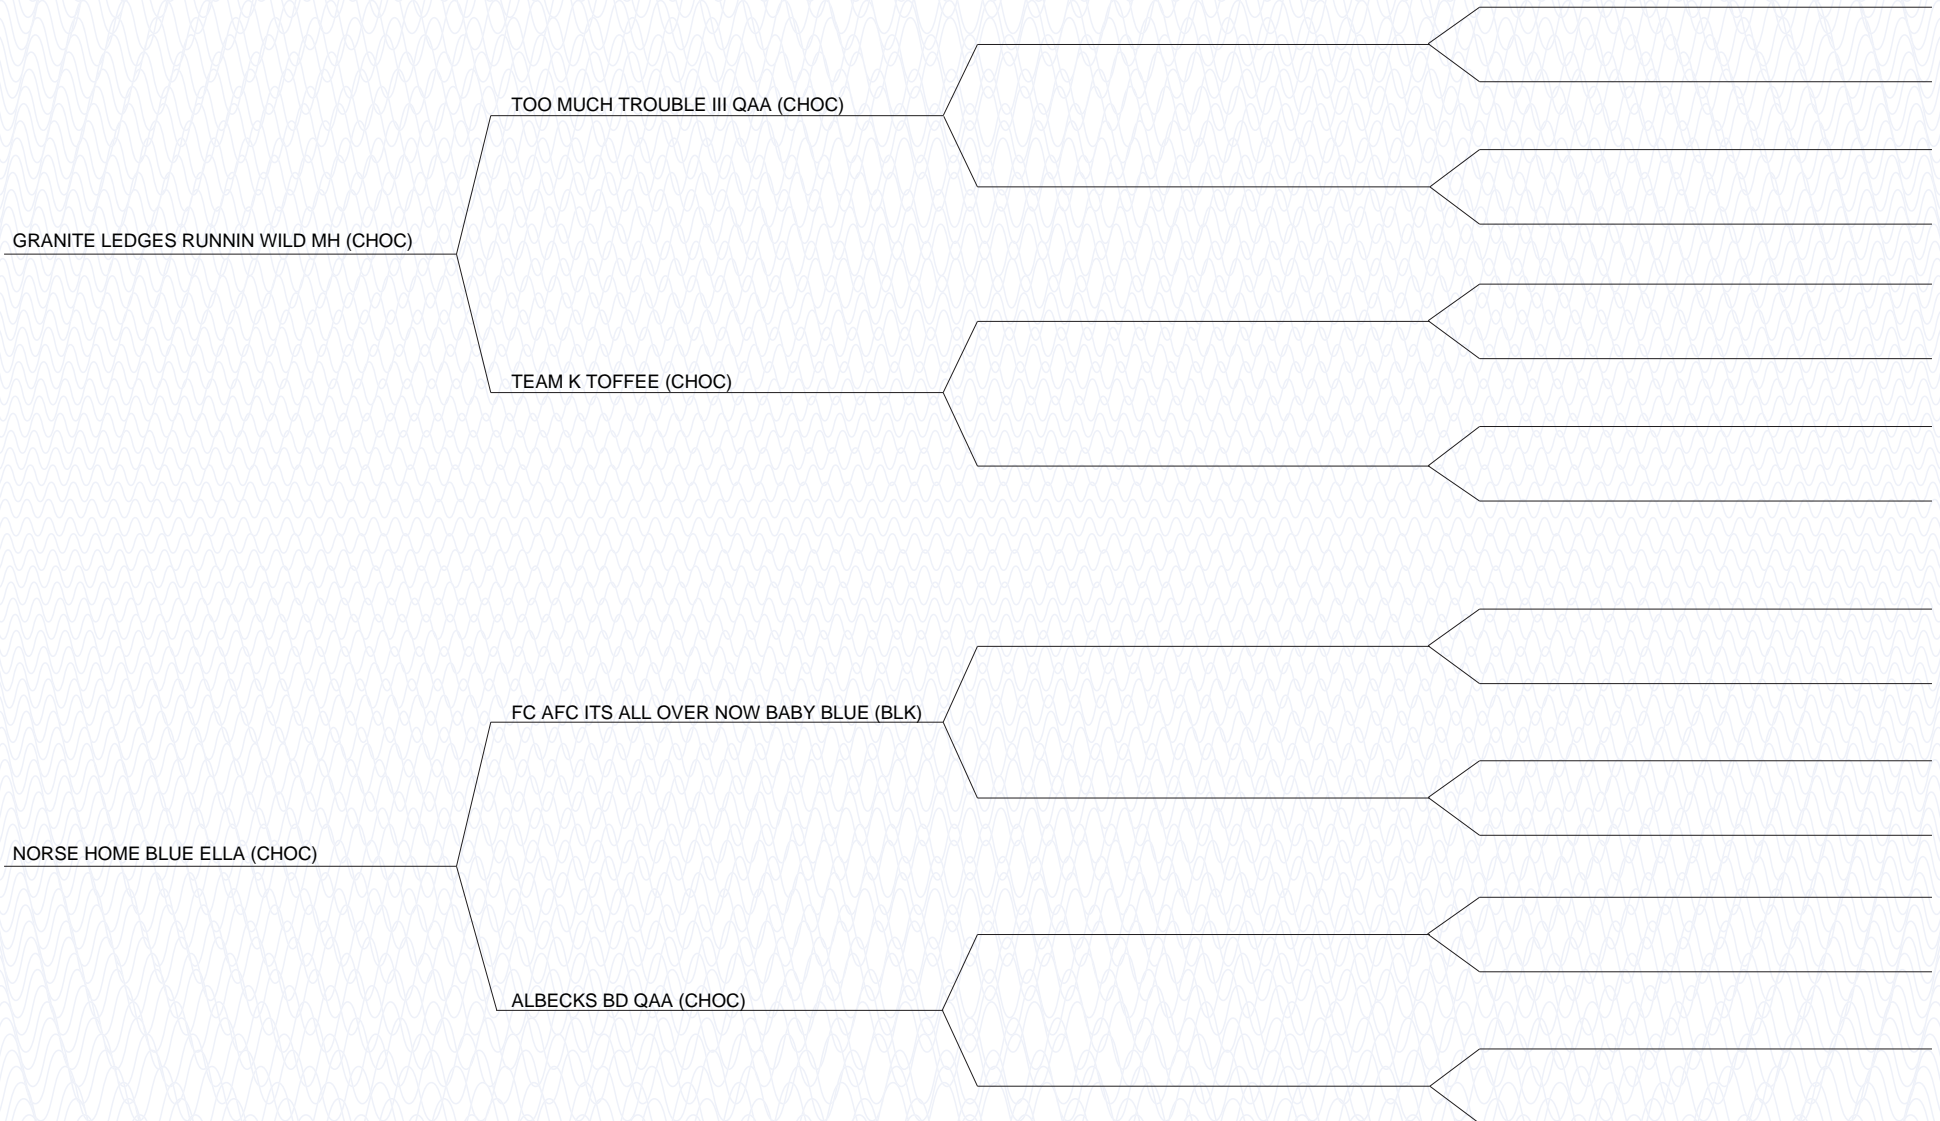 TOO MUCH TROUBLE III QAA (CHOC)
GRANITE LEDGES RUNNIN WILD MH (CHOC)
TEAM K TOFFEE (CHOC)
FC AFC ITS ALL OVER NOW BABY BLUE (BLK)
NORSE HOME BLUE ELLA (CHOC)
ALBECKS BD QAA (CHOC)